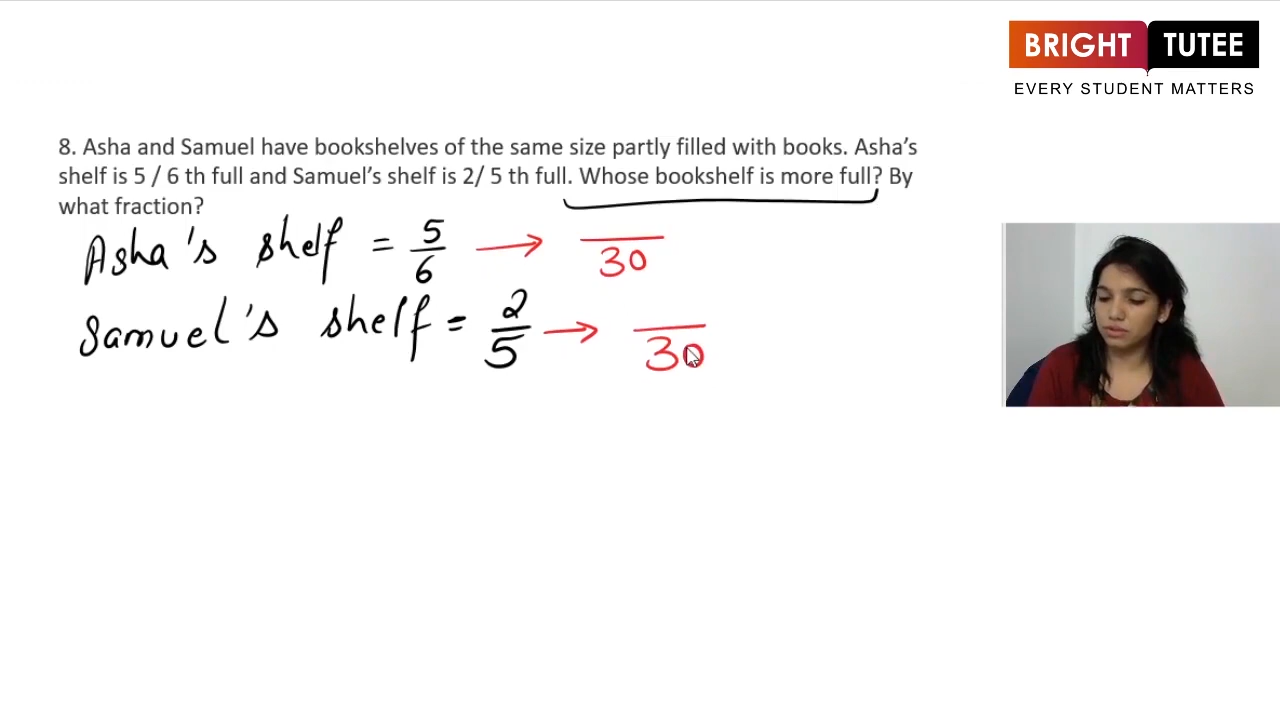 BRIGHT TUTEE
EVERY STUDENT MATTERS
8. Asha and Samuel have bookshelves of the same size partly filled with books. Asha's
shelf is 5 / 6 th full and Samuel's shelf is 2/ 5 th full. Whose bookshelf is more full? By
what fraction?
Asha's shelf = 5/6 → /30
Samuel's shelf = 2/5 → /30